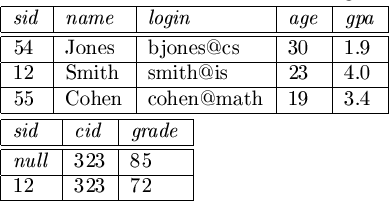 sid name login age gpa
54 Jones bjones@cs 30 1.9
12 Smith smith@is 23 4.0
55 Cohen cohen@math 19 3.4
sid cid grade
null 323 85
12 323 72